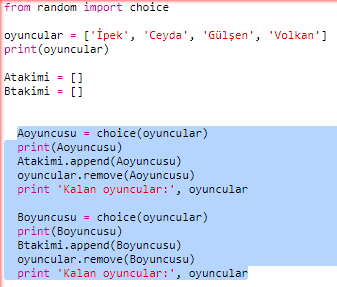 from random import choice
oyuncular = ['İpek', 'Ceyda', 'Gülşen', 'Volkan']
print(oyuncular)
Atakimi = []
Btakimi = []
Aoyuncusu = choice(oyuncular)
print(Aoyuncusu)
Atakimi.append(Aoyuncusu)
oyuncular.remove(Aoyuncusu)
print 'Kalan oyuncular:', oyuncular
Boyuncusu = choice(oyuncular)
print(Boyuncusu)
Btakimi.append(Boyuncusu)
oyuncular.remove(Boyuncusu)
print 'Kalan oyuncular:', oyuncular